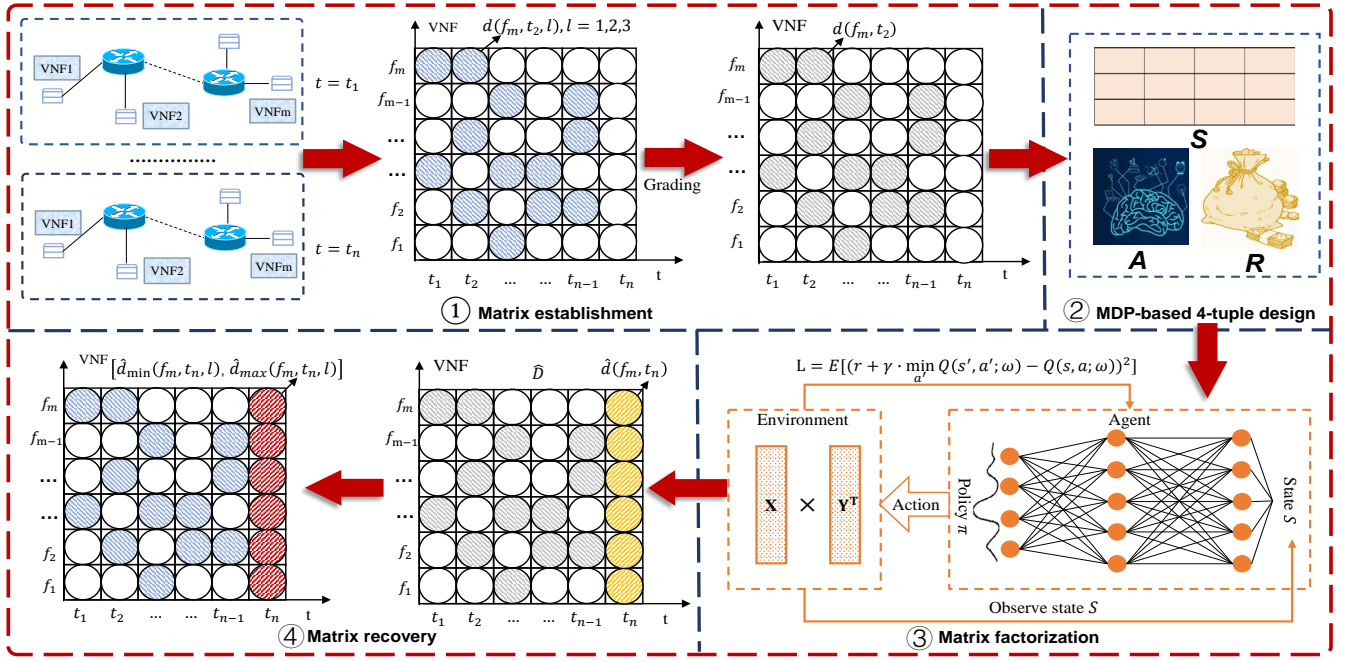 VNF1
VNF2
VNFm
t = t₁
...............
VNF1
VNF2
VNFm
t = tₙ
VNF
d(fₘ, t₂, l), l = 1,2,3
fₘ
fₘ₋₁
...
...
f₂
f₁
t₁ t₂ ... ... tₙ₋₁ tₙ t
① Matrix establishment
Grading
VNF
d(fₘ, t₂)
fₘ
fₘ₋₁
...
...
f₂
f₁
t₁ t₂ ... ... tₙ₋₁ tₙ t
S
A R
② MDP-based 4-tuple design
VNF
[d̂min(fₘ, tₙ, l), d̂max(fₘ, tₙ, l)]
fₘ
fₘ₋₁
...
...
f₂
f₁
t₁ t₂ ... ... tₙ₋₁ tₙ t
④ Matrix recovery
VNF
D̂
d̂(fₘ, tₙ)
fₘ
fₘ₋₁
...
...
f₂
f₁
t₁ t₂ ... ... tₙ₋₁ tₙ t
L = E[(r + γ · min Q(s′, a′; ω) − Q(s, a; ω))²]
a′
Environment
X × Yᵀ
Action
Agent
Policy π
State S
Observe state S
③ Matrix factorization